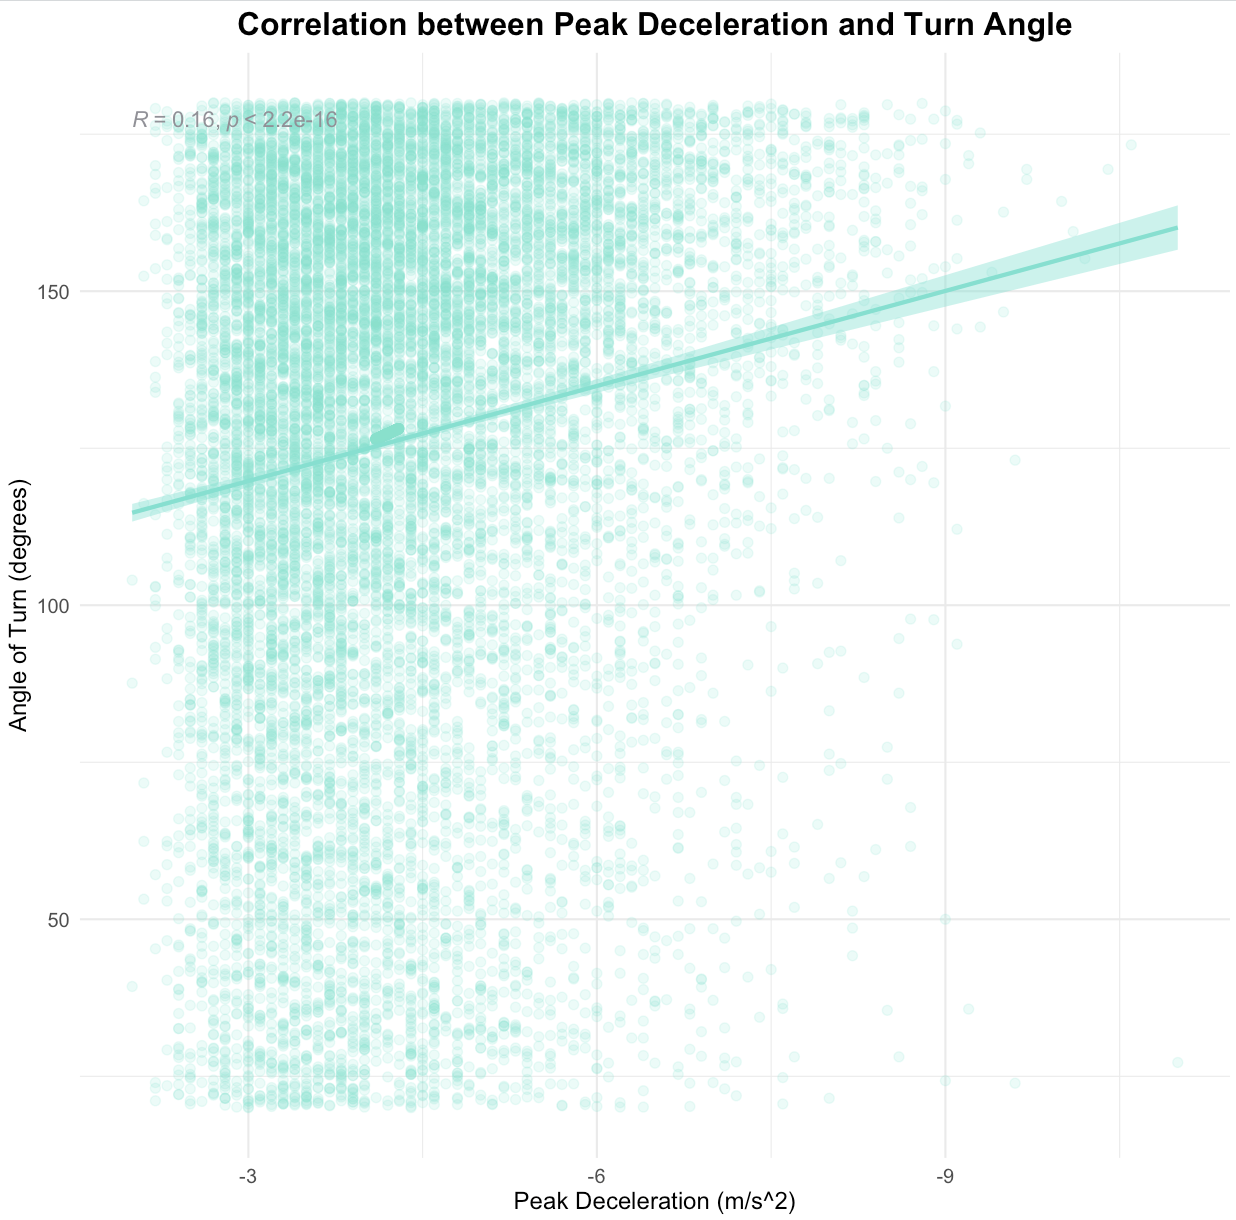 Correlation between Peak Deceleration and Turn Angle
R = 0.16, p < 2.2e-16
150
100
50
Angle of Turn (degrees)
-3
-6
-9
Peak Deceleration (m/s^2)